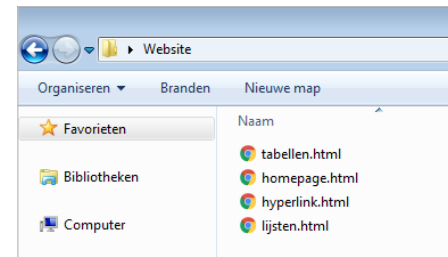 Website
Organiseren
Branden
Nieuwe map
Favorieten
Bibliotheken
Computer
Naam
tabellen.html
homepage.html
hyperlink.html
lijsten.html